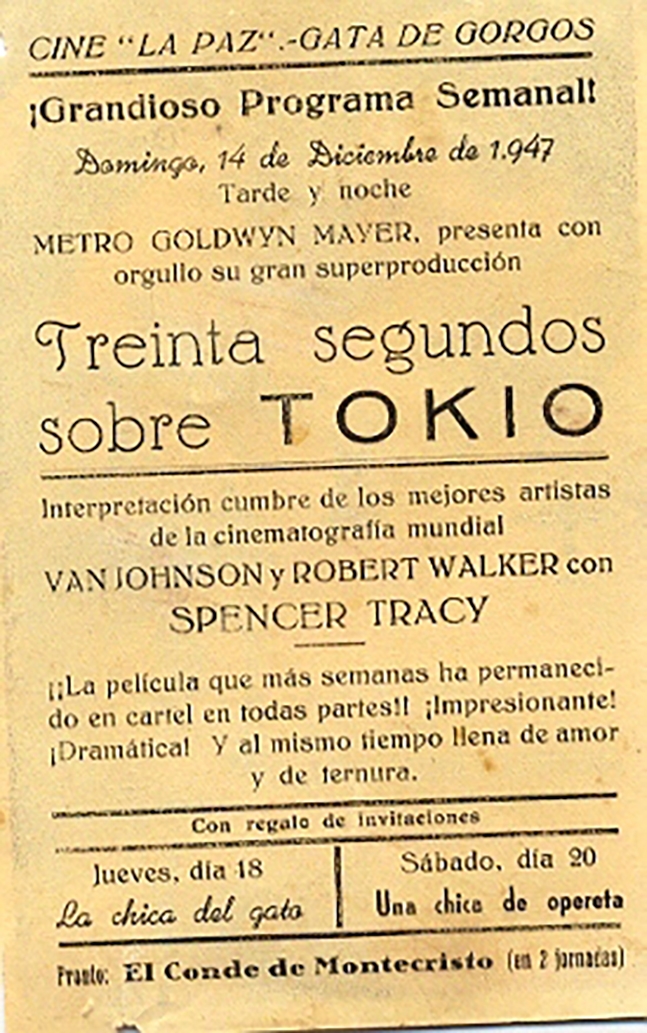 CINE "LA PAZ".-GATA DE GORGOS
¡Grandioso Programa Semanal!
Domingo, 14 de Diciembre de 1.947
Tarde y noche
METRO GOLDWYN MAYER, presenta con
orgullo su gran superproducción
Treinta segundos
sobre TOKIO
Interpretación cumbre de los mejores artistas
de la cinematografía mundial
VAN JOHNSON y ROBERT WALKER con
SPENCER TRACY
¡¡La película que más semanas ha permaneci-
do en cartel en todas partes!! ¡Impresionante!
¡Dramática! Y al mismo tiempo llena de amor
y de ternura.
Con regalo de invitaciones
Jueves, día 18
La chica del gato
Sábado, día 20
Una chica de opereta
Pronto: El Conde de Montecristo (en 2 jornadas)